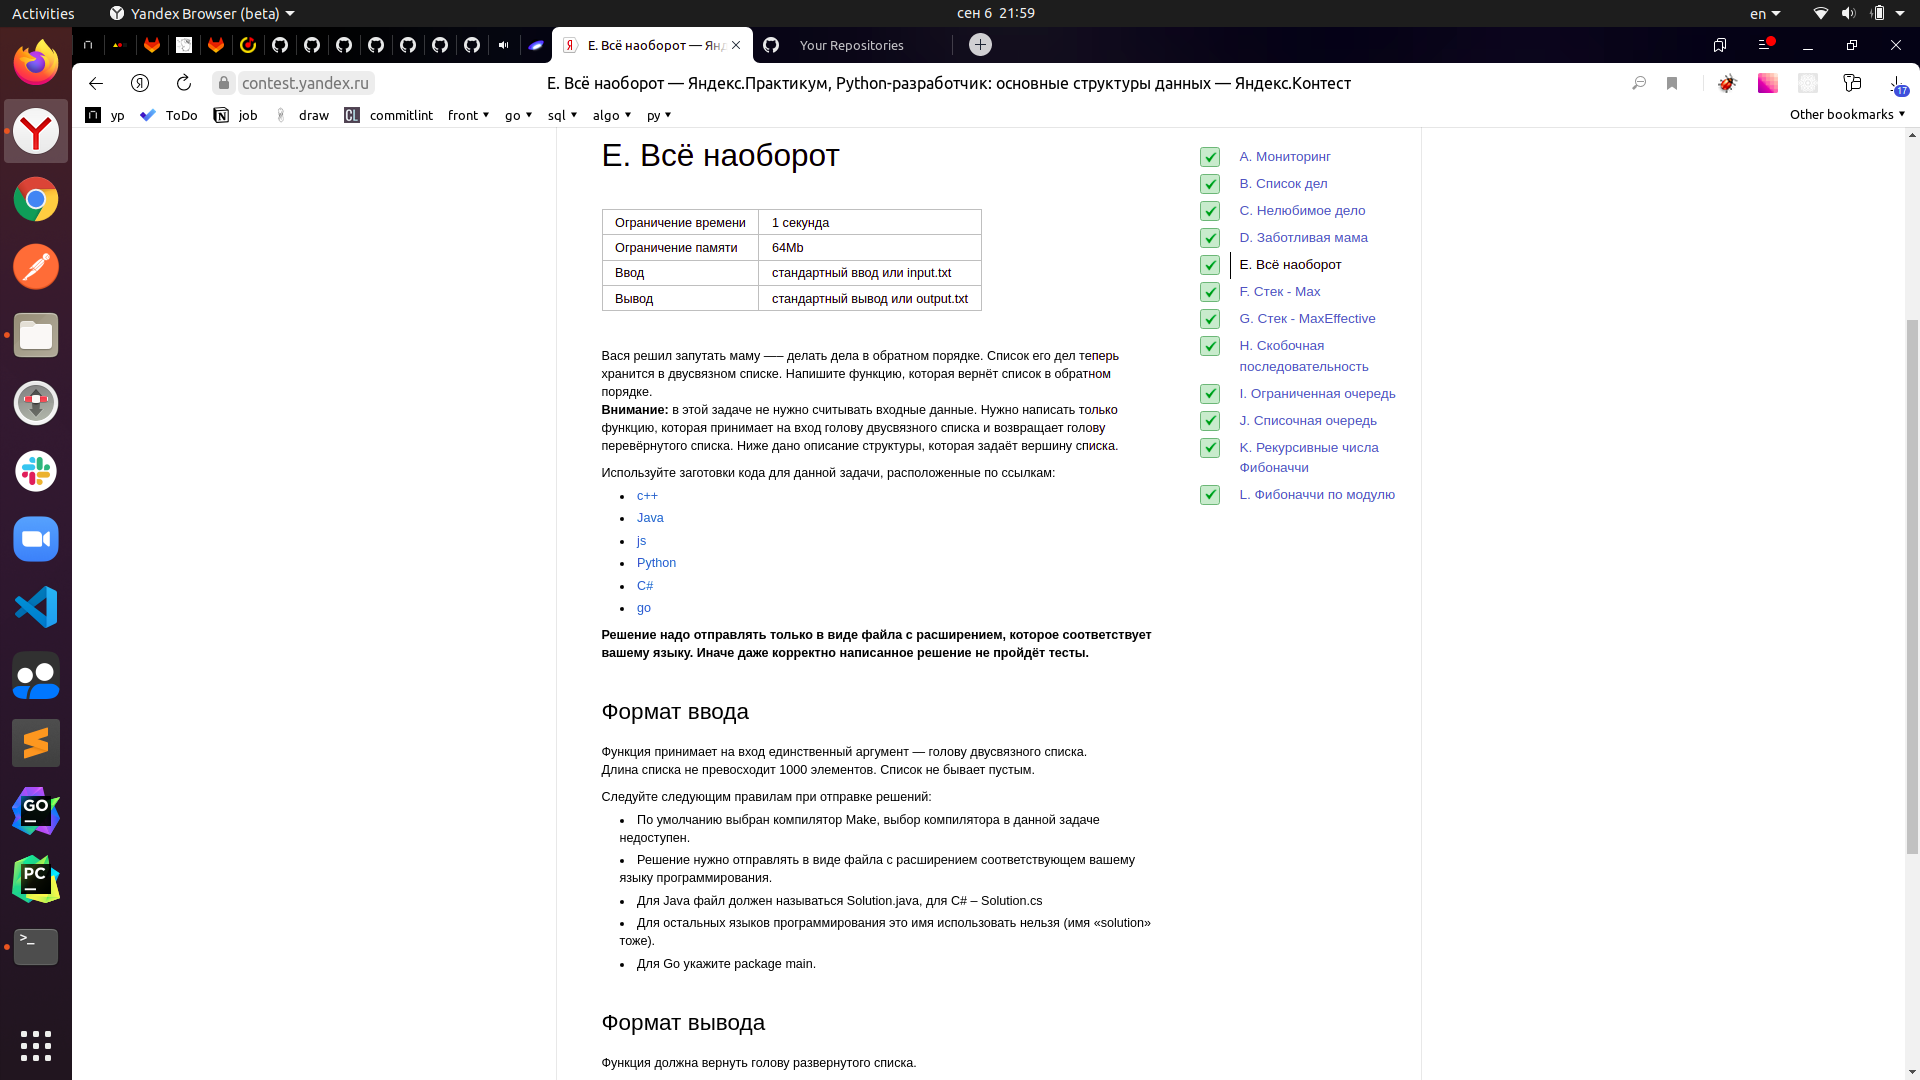 Activities
Yandex Browser (beta)
сен 6 21:59
en
E. Всё наоборот — Янд
Your Repositories
contest.yandex.ru
E. Всё наоборот — Яндекс.Практикум, Python-разработчик: основные структуры данных — Яндекс.Контест
17
yp
ToDo
job
draw
CL commitlint
front
go
sql
algo
py
Other bookmarks
E. Всё наоборот
Ограничение времени 1 секунда
Ограничение памяти 64Mb
Ввод стандартный ввод или input.txt
Вывод стандартный вывод или output.txt
Вася решил запутать маму —– делать дела в обратном порядке. Список его дел теперь
хранится в двусвязном списке. Напишите функцию, которая вернёт список в обратном
порядке.
Внимание: в этой задаче не нужно считывать входные данные. Нужно написать только
функцию, которая принимает на вход голову двусвязного списка и возвращает голову
перевёрнутого списка. Ниже дано описание структуры, которая задаёт вершину списка.
Используйте заготовки кода для данной задачи, расположенные по ссылкам:
• c++
• Java
• js
• Python
• C#
• go
Решение надо отправлять только в виде файла с расширением, которое соответствует
вашему языку. Иначе даже корректно написанное решение не пройдёт тесты.
Формат ввода
Функция принимает на вход единственный аргумент — голову двусвязного списка.
Длина списка не превосходит 1000 элементов. Список не бывает пустым.
Следуйте следующим правилам при отправке решений:
• По умолчанию выбран компилятор Make, выбор компилятора в данной задаче
недоступен.
• Решение нужно отправлять в виде файла с расширением соответствующем вашему
языку программирования.
• Для Java файл должен называться Solution.java, для C# – Solution.cs
• Для остальных языков программирования это имя использовать нельзя (имя «solution»
тоже).
• Для Go укажите package main.
Формат вывода
Функция должна вернуть голову развернутого списка.
A. Мониторинг
B. Список дел
C. Нелюбимое дело
D. Заботливая мама
E. Всё наоборот
F. Стек - Max
G. Стек - MaxEffective
H. Скобочная
последовательность
I. Ограниченная очередь
J. Списочная очередь
K. Рекурсивные числа
Фибоначчи
L. Фибоначчи по модулю
GO
PC
>_